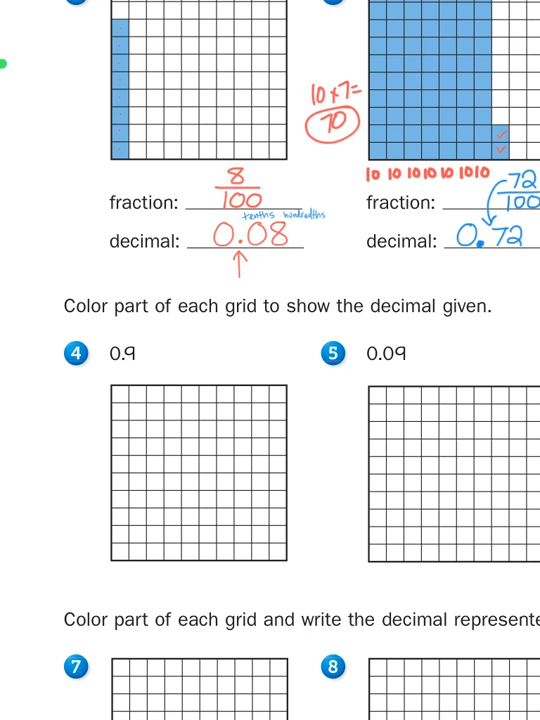 10 x 7 =
70
10 10 10 10 10 10 10
fraction: 8/100
fraction: 72/100
tenths hundredths
decimal: 0.08
decimal: 0.72
Color part of each grid to show the decimal given.
4 0.9
5 0.09
Color part of each grid and write the decimal represente
7
8